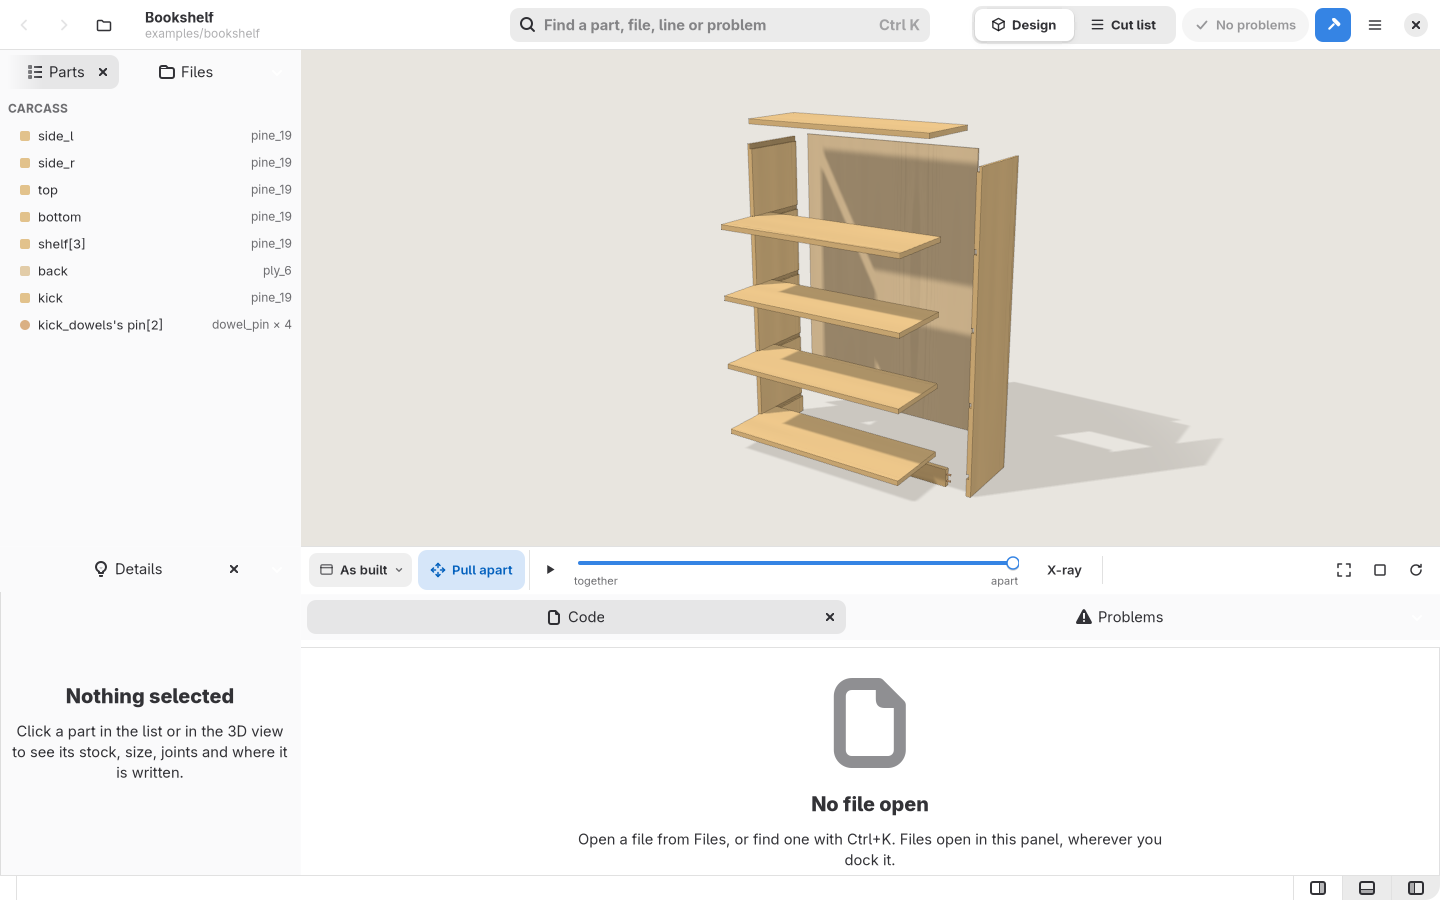 Bookshelf
examples/bookshelf
Find a part, file, line or problem
Ctrl K
Design
Cut list
No problems
Parts
Files
CARCASS
side_l
pine_19
side_r
pine_19
top
pine_19
bottom
pine_19
shelf[3]
pine_19
back
ply_6
kick
pine_19
kick_dowels's pin[2]
dowel_pin × 4
Details
As built
Pull apart
together
apart
X-ray
Code
Problems
Nothing selected
Click a part in the list or in the 3D view
to see its stock, size, joints and where it
is written.
No file open
Open a file from Files, or find one with Ctrl+K. Files open in this panel, wherever you
dock it.